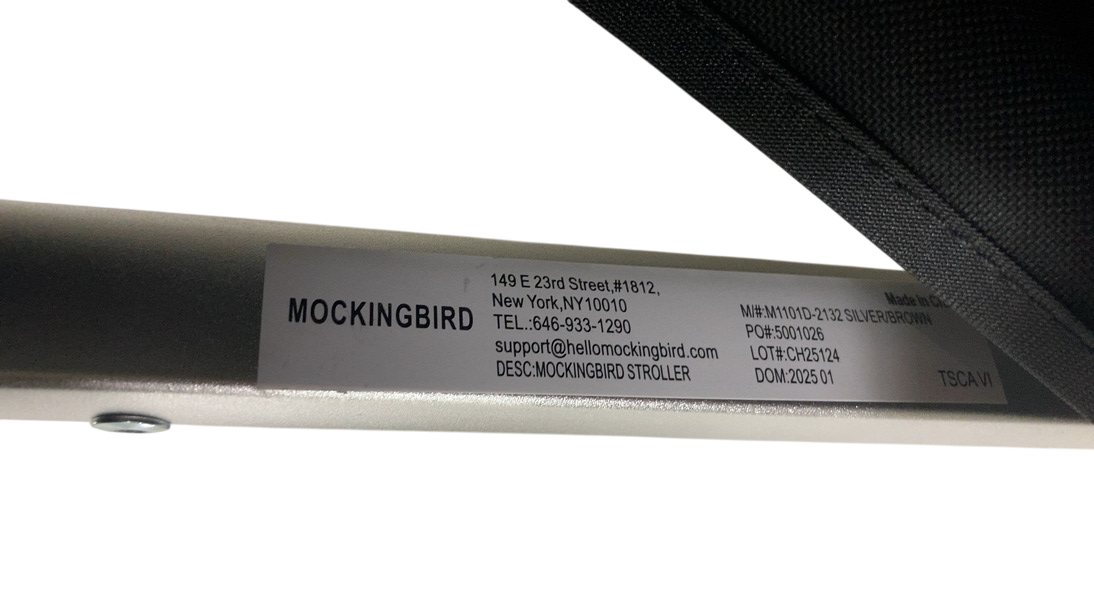 MOCKINGBIRD
149 E 23rd Street,#1812,
New York,NY10010
TEL.:646-933-1290
support@hellomockingbird.com
DESC:MOCKINGBIRD STROLLER
Made In
M/#:M1101D-2132 SILVER/BROWN
PO#:5001026
LOT#:CH25124
DOM:2025 01
TSCA VI